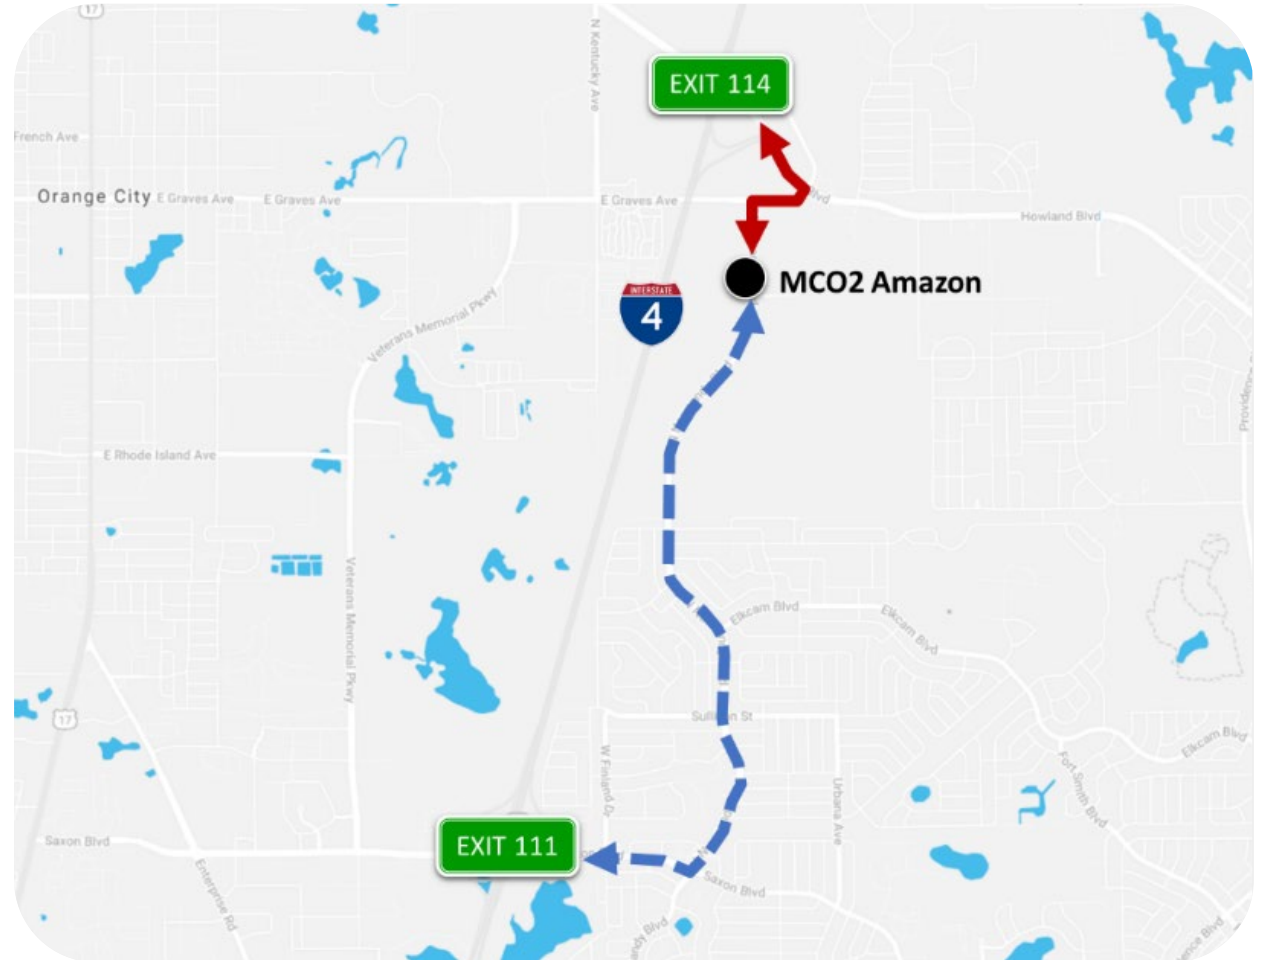 17
N Kentucky Ave
EXIT 114
French Ave
Orange City
E Graves Ave
E Graves Ave
E Graves Ave
Blvd
Howland Blvd
MCO2 Amazon
INTERSTATE
4
Veterans Memorial Pkwy
E Rhode Island Ave
Veterans Memorial Pkwy
Elkcam Blvd
Elkcam Blvd
17
W Finland Dr
Urbana Ave
Fort Smith Blvd
Elkcam Blvd
Saxon Blvd
EXIT 111
Enterprise Rd
Saxon Blvd